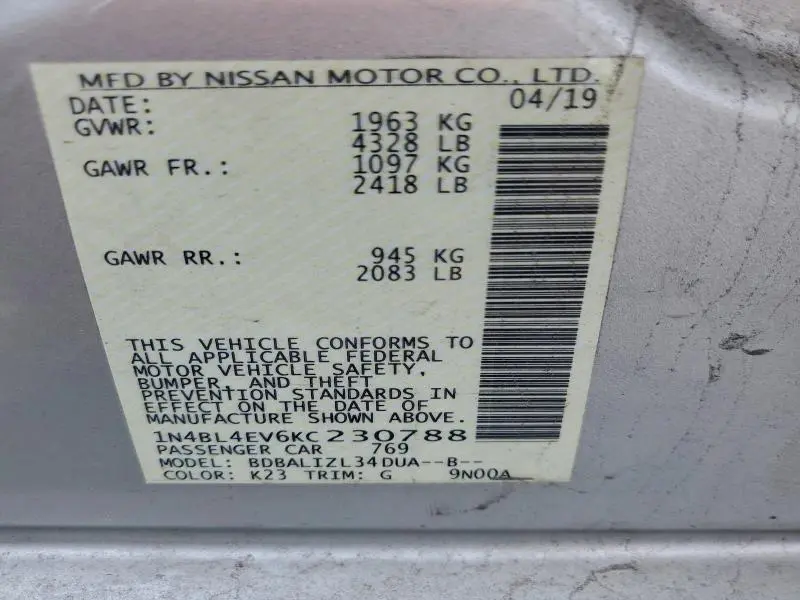 MFD BY NISSAN MOTOR CO., LTD.
DATE: 04/19
GVWR: 1963 KG
4328 LB
GAWR FR.: 1097 KG
2418 LB
GAWR RR.: 945 KG
2083 LB
THIS VEHICLE CONFORMS TO
ALL APPLICABLE FEDERAL
MOTOR VEHICLE SAFETY,
BUMPER, AND THEFT
PREVENTION STANDARDS IN
EFFECT ON THE DATE OF
MANUFACTURE SHOWN ABOVE.
1N4BL4EV6KC230788
PASSENGER CAR 769
MODEL: BDBALIZL34DUA--B--
COLOR: K23 TRIM: G 9N00A